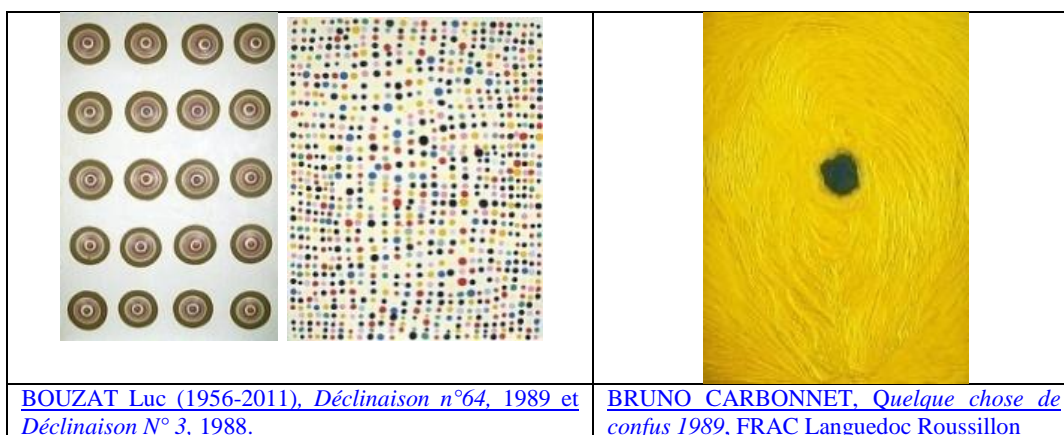 BOUZAT Luc (1956-2011), Déclinaison n°64, 1989 et
Déclinaison N° 3, 1988.
BRUNO CARBONNET, Quelque chose de
confus 1989, FRAC Languedoc Roussillon